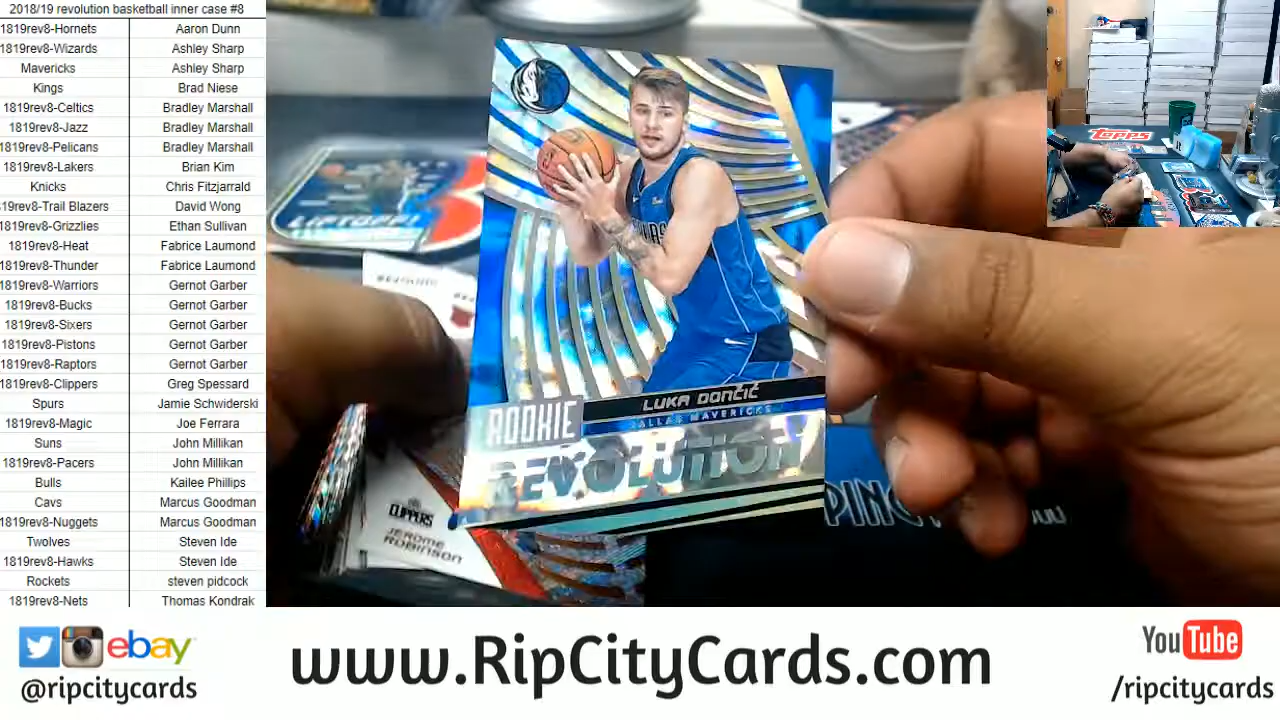 2018/19 revolution basketball inner case #8
1819rev8-Hornets Aaron Dunn
1819rev8-Wizards Ashley Sharp
Mavericks Ashley Sharp
Kings Brad Niese
1819rev8-Celtics Bradley Marshall
1819rev8-Jazz Bradley Marshall
1819rev8-Pelicans Bradley Marshall
1819rev8-Lakers Brian Kim
Knicks Chris Fitzjarrald
1819rev8-Trail Blazers David Wong
1819rev8-Grizzlies Ethan Sullivan
1819rev8-Heat Fabrice Laumond
1819rev8-Thunder Fabrice Laumond
1819rev8-Warriors Gernot Garber
1819rev8-Bucks Gernot Garber
1819rev8-Sixers Gernot Garber
1819rev8-Pistons Gernot Garber
1819rev8-Raptors Gernot Garber
1819rev8-Clippers Greg Spessard
Spurs Jamie Schwiderski
1819rev8-Magic Joe Ferrara
Suns John Millikan
1819rev8-Pacers John Millikan
Bulls Kailee Phillips
Cavs Marcus Goodman
1819rev8-Nuggets Marcus Goodman
Twolves Steven Ide
1819rev8-Hawks Steven Ide
Rockets steven pidcock
1819rev8-Nets Thomas Kondrak
LIFTOFF!
LUKA DONČIĆ
DALLAS MAVERICKS
ROOKIE
REVOLUTION
CLIPPERS
JEROME
ROBINSON
PING
Topps
ebay
@ripcitycards
www.RipCityCards.com
YouTube
/ripcitycards